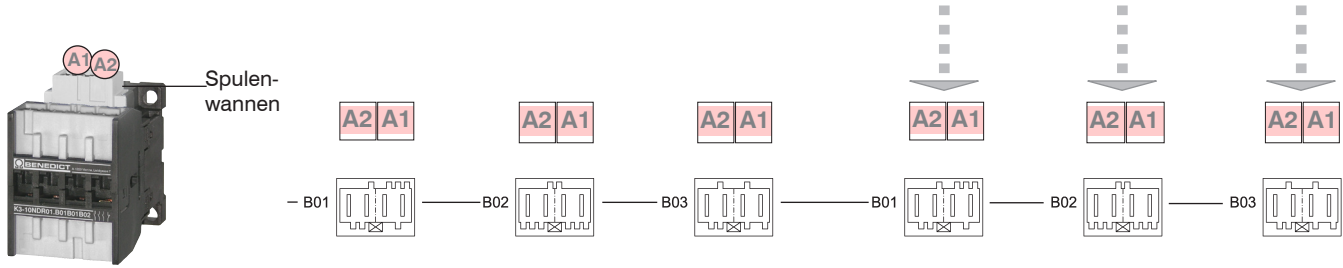 A1 A2
Spulen-
wannen
A2 A1 A2 A1 A2 A1 A2 A1 A2 A1 A2 A1
BENEDICT
K3-10NDR01.B01B01B02
B01 B02 B03 B01 B02 B03